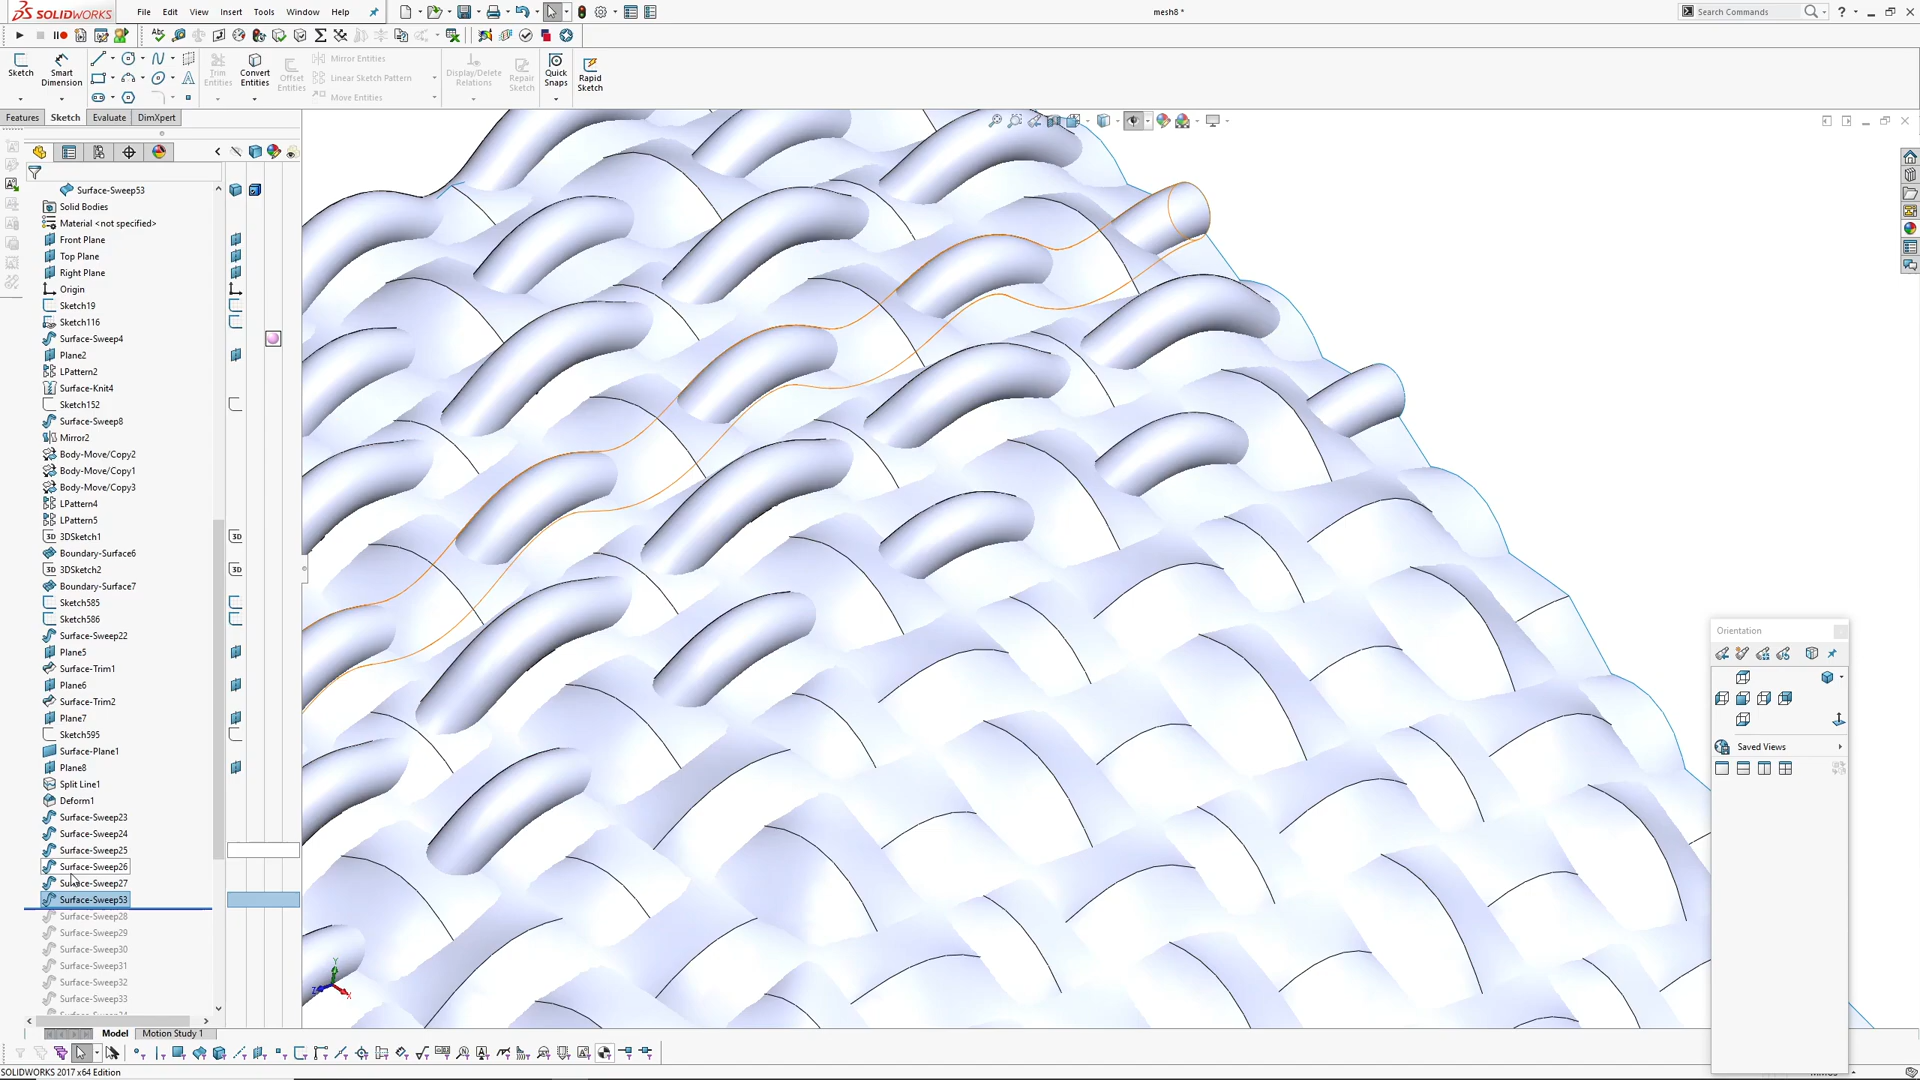 SOLIDWORKS
File
Edit
View
Insert
Tools
Window
Help
mesh8 *
Search Commands
Sketch
Smart Dimension
Trim Entities
Convert Entities
Offset Entities
Mirror Entities
Linear Sketch Pattern
Move Entities
Display/Delete Relations
Repair Sketch
Quick Snaps
Rapid Sketch
Features
Sketch
Evaluate
DimXpert
Surface-Sweep53
Solid Bodies
Material <not specified>
Front Plane
Top Plane
Right Plane
Origin
Sketch19
Sketch116
Surface-Sweep4
Plane2
LPattern2
Surface-Knit4
Sketch152
Surface-Sweep8
Mirror2
Body-Move/Copy2
Body-Move/Copy1
Body-Move/Copy3
LPattern4
LPattern5
3D 3DSketch1 3D
Boundary-Surface6
3D 3DSketch2 3D
Boundary-Surface7
Sketch585
Sketch586
Surface-Sweep22
Plane5
Surface-Trim1
Plane6
Surface-Trim2
Plane7
Sketch595
Surface-Plane1
Plane8
Split Line1
Deform1
Surface-Sweep23
Surface-Sweep24
Surface-Sweep25
Surface-Sweep26
Surface-Sweep27
Surface-Sweep53
Surface-Sweep28
Surface-Sweep29
Surface-Sweep30
Surface-Sweep31
Surface-Sweep32
Surface-Sweep33
Y
Z
X
Orientation
Saved Views
Model
Motion Study 1
SOLIDWORKS 2017 x64 Edition